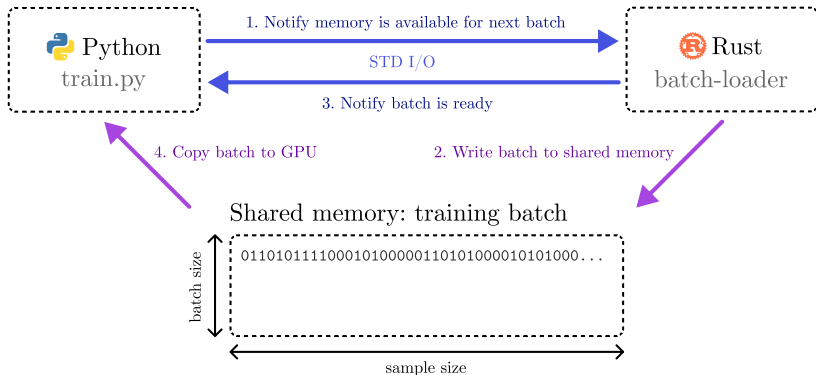 1. Notify memory is available for next batch
Python
train.py
STD I/O
Rust
batch-loader
3. Notify batch is ready
4. Copy batch to GPU
2. Write batch to shared memory
Shared memory: training batch
01101011110001010000011010100001010​1000...
batch size
sample size